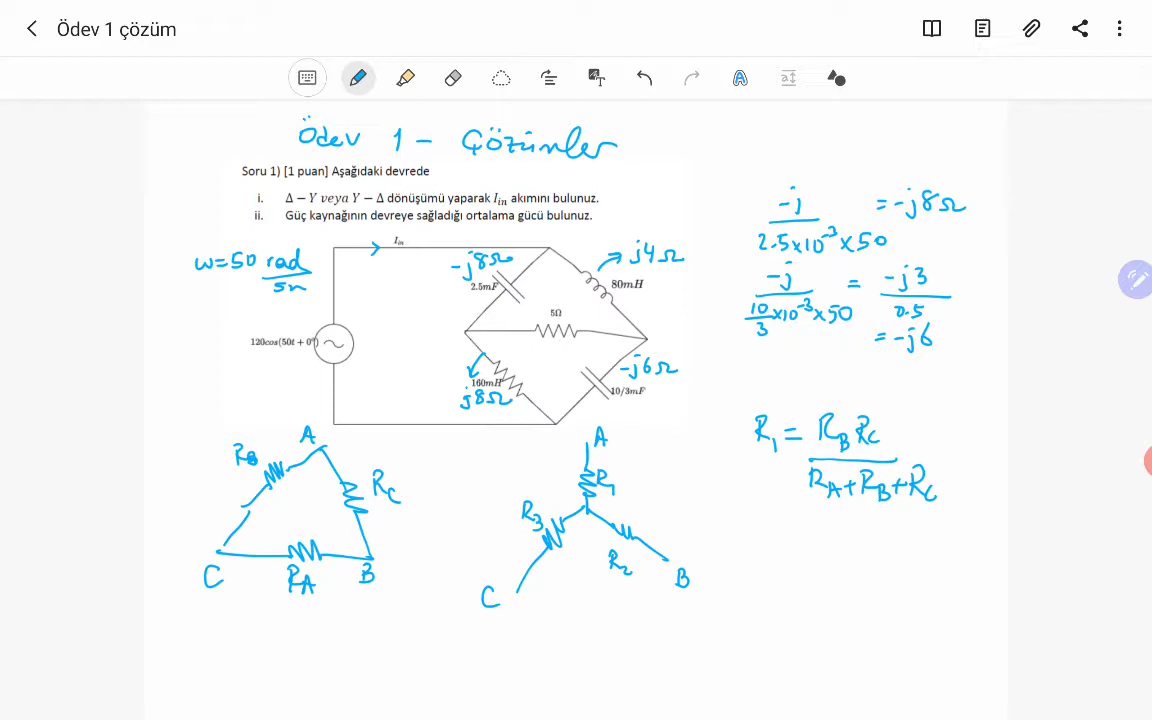 Ödev 1 çözüm
Ödev 1 - Çözümler
Soru 1) [1 puan] Aşağıdaki devrede
i. Δ − Y veya Y − Δ dönüşümü yaparak I_in akımını bulunuz.
ii. Güç kaynağının devreye sağladığı ortalama gücü bulunuz.
I_in
w=50 rad/sn
-j8Ω
2.5mF
j4Ω
80mH
5Ω
120cos(50t + 0°)
160mH
j8Ω
-j6Ω
10/3mF
-j / 2.5x10^-3 x50 = -j8Ω
-j / 10/3 x10^-3 x50 = -j3 / 0.5
= -j6
R1 = RB RC / RA+RB+RC
A
RB
RC
C
RA
B
A
R1
R3
R2
C
B